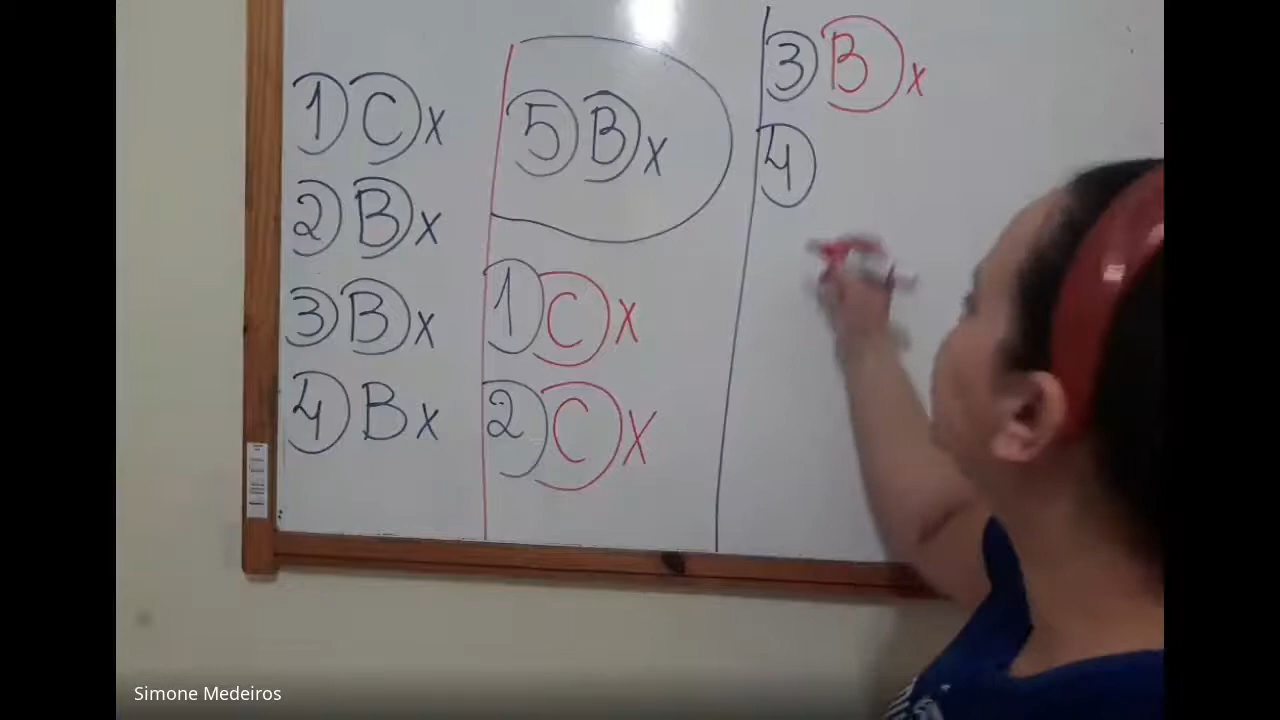 1 C x
2 B x
3 B x
4 B x
5 B x
1 C x
2 C x
3 B x
4
Simone Medeiros